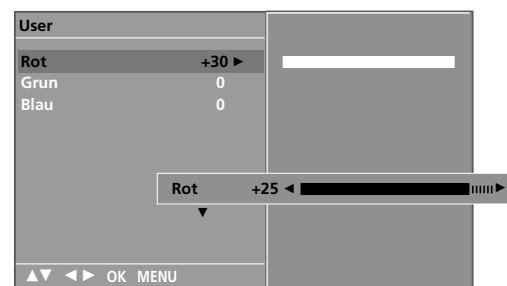 User
Rot +30 ►
Grun 0
Blau 0
Rot +25 ◄ ►
▼
▲▼ ◄► OK MENU